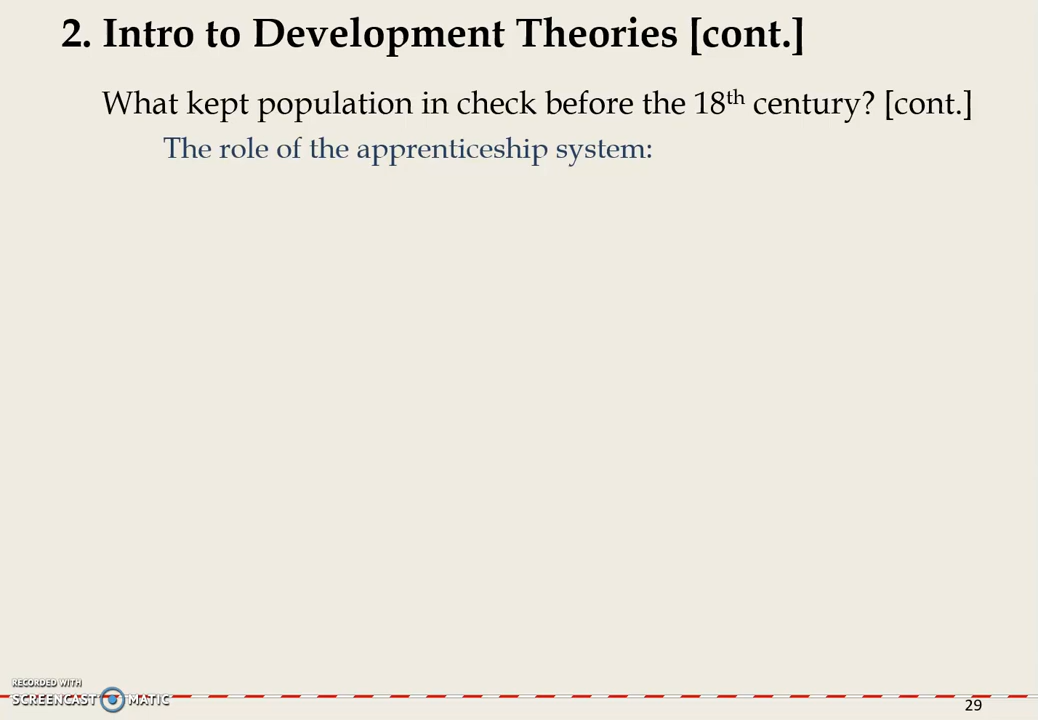 2. Intro to Development Theories [cont.]
What kept population in check before the 18th century? [cont.]
The role of the apprenticeship system:
RECORDED WITH
SCREENCAST MATIC
29